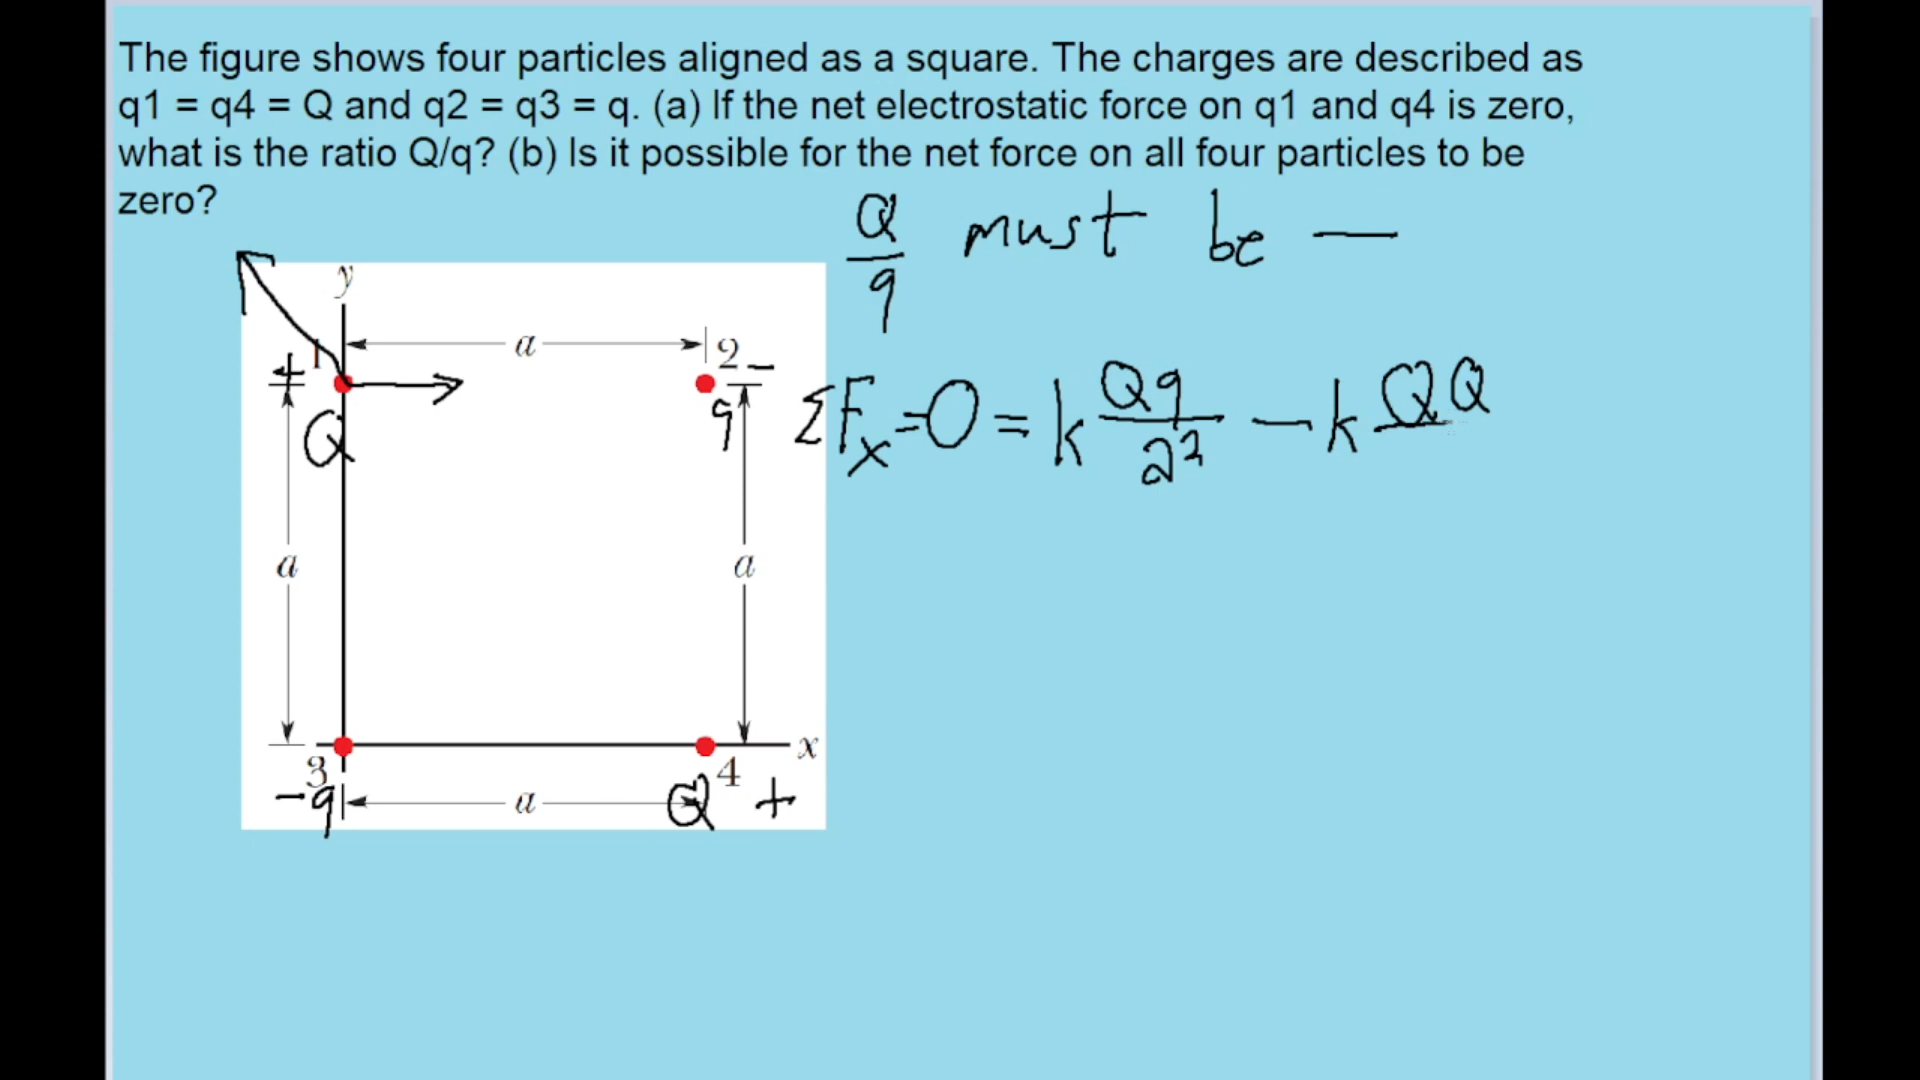 The figure shows four particles aligned as a square. The charges are described as
q1 = q4 = Q and q2 = q3 = q. (a) If the net electrostatic force on q1 and q4 is zero,
what is the ratio Q/q? (b) Is it possible for the net force on all four particles to be
zero?
Q/q must be —
y
a
1
2
+
−
Q
q
ΣFx=0 = k Qq/a² − k QQ
a
a
x
3
4
−q
a
Q +